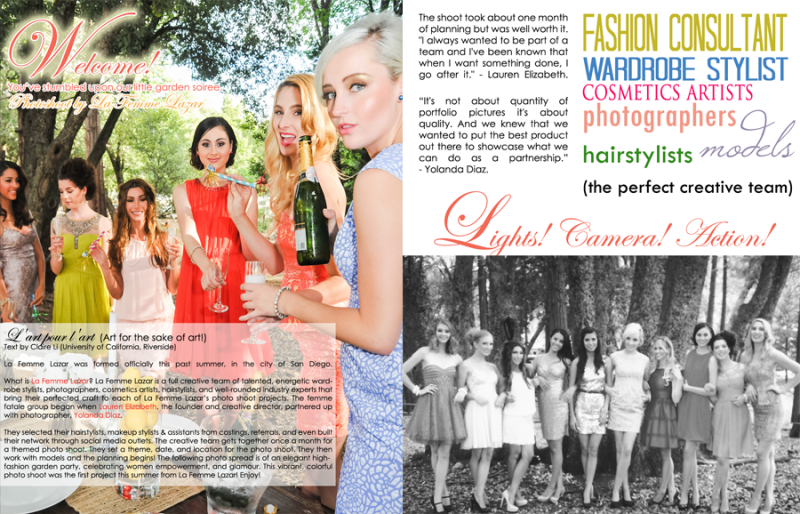 Welcome!
You've stumbled upon our little garden soiree
Photoshoot by La Femme Lazar
L'art pour l'art (Art for the sake of art!)
Text by Claire Li (University of California, Riverside)
La Femme Lazar was formed officially this past summer, in the city of San Diego.
What is La Femme Lazar? La Femme Lazar is a full creative team of talented, energetic ward-
robe stylists, photographers, cosmetics artists, hairstylists, and well-rounded industry experts that
bring their perfected craft to each of La Femme Lazar's photo shoot projects. The femme
fatale group began when Lauren Elizabeth, the founder and creative director, partnered up
with photographer, Yolanda Diaz.
They selected their hairstylists, makeup stylists & assistants from castings, referrals, and even built
their network through social media outlets. The creative team gets together once a month for
a themed photo shoot. They set a theme, date, and location for the photo shoot. They then
work with models and the planning begins! The following photo spread is of an elegant high-
fashion garden party, celebrating women empowerment, and glamour. This vibrant, colorful
photo shoot was the first project this summer from La Femme Lazar! Enjoy!
The shoot took about one month
of planning but was well worth it.
"I always wanted to be part of a
team and I've been known that
when I want something done, I
go after it." - Lauren Elizabeth.
"It's not about quantity of
portfolio pictures it's about
quality. And we knew that we
wanted to put the best product
out there to showcase what we
can do as a partnership."
- Yolanda Diaz.
FASHION CONSULTANT
WARDROBE STYLIST
COSMETICS ARTISTS
photographers
hairstylists models
(the perfect creative team)
Lights! Camera! Action!